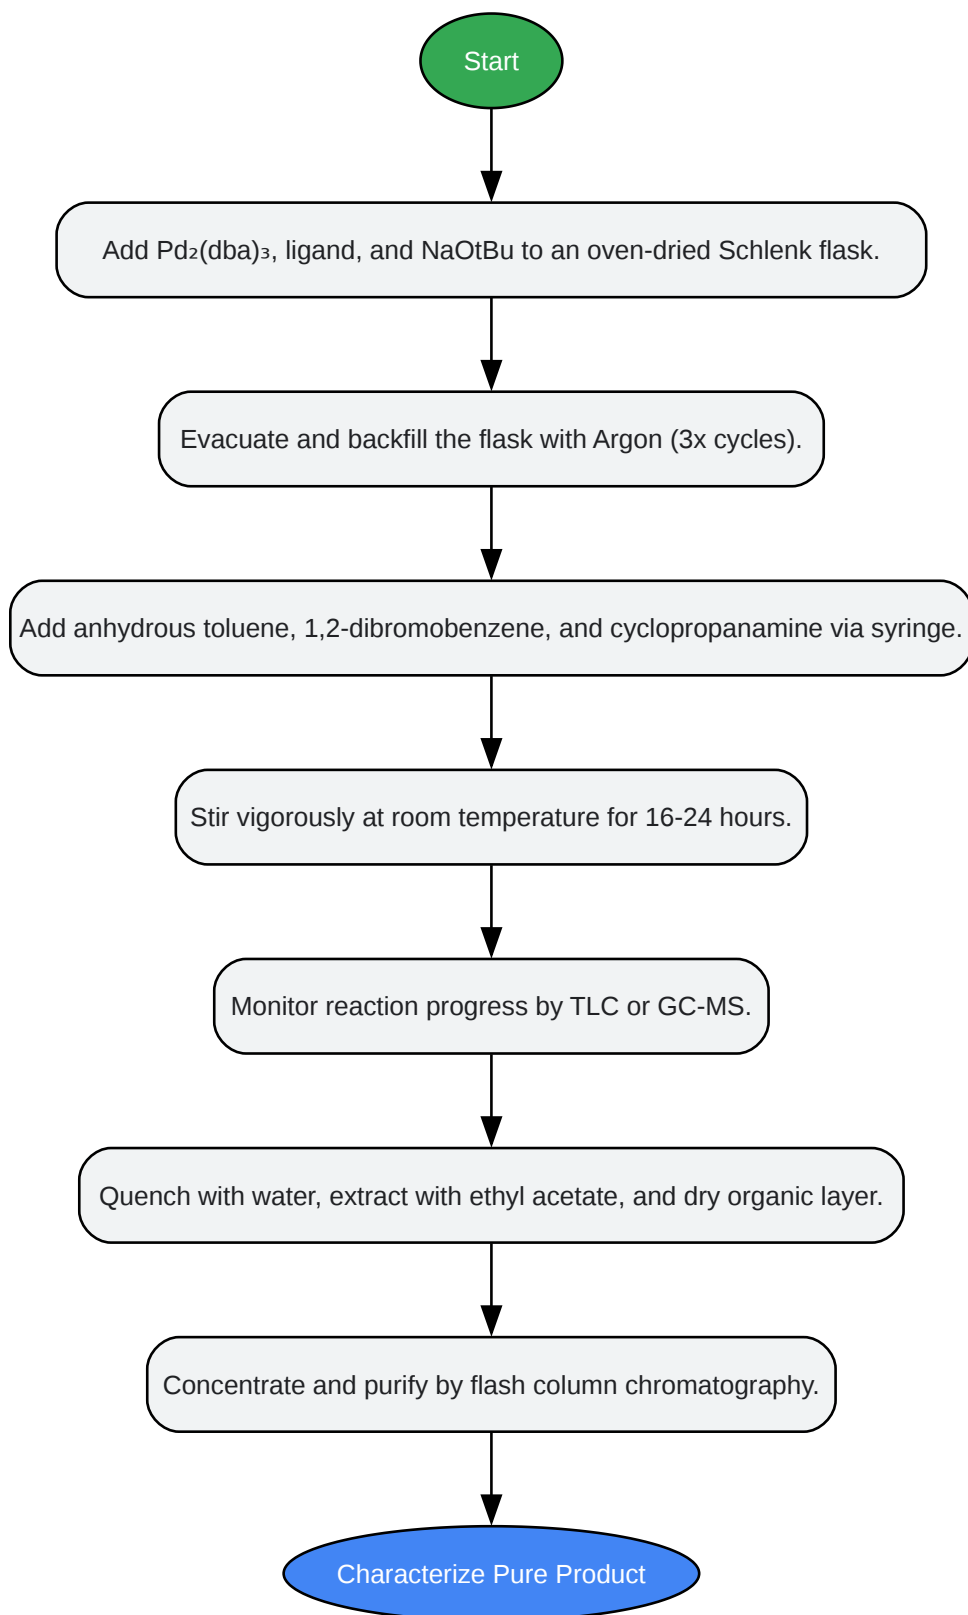 Start
Add Pd₂(dba)₃, ligand, and NaOtBu to an oven-dried Schlenk flask.
Evacuate and backfill the flask with Argon (3x cycles).
Add anhydrous toluene, 1,2-dibromobenzene, and cyclopropanamine via syringe.
Stir vigorously at room temperature for 16-24 hours.
Monitor reaction progress by TLC or GC-MS.
Quench with water, extract with ethyl acetate, and dry organic layer.
Concentrate and purify by flash column chromatography.
Characterize Pure Product